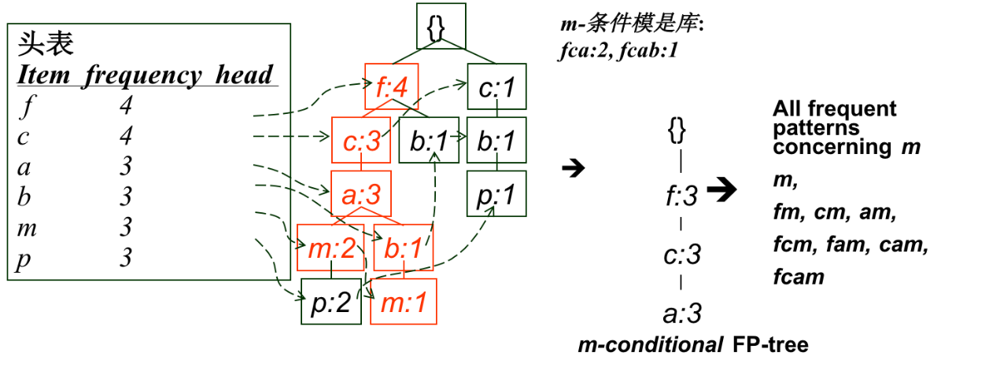 头表
Item frequency head
f 4
c 4
a 3
b 3
m 3
p 3
{}
f:4
c:1
c:3
b:1
b:1
a:3
p:1
m:2
b:1
p:2
m:1
m-条件模是库:
fca:2, fcab:1
{}
f:3
c:3
a:3
m-conditional FP-tree
All frequent
patterns
concerning m
m,
fm, cm, am,
fcm, fam, cam,
fcam